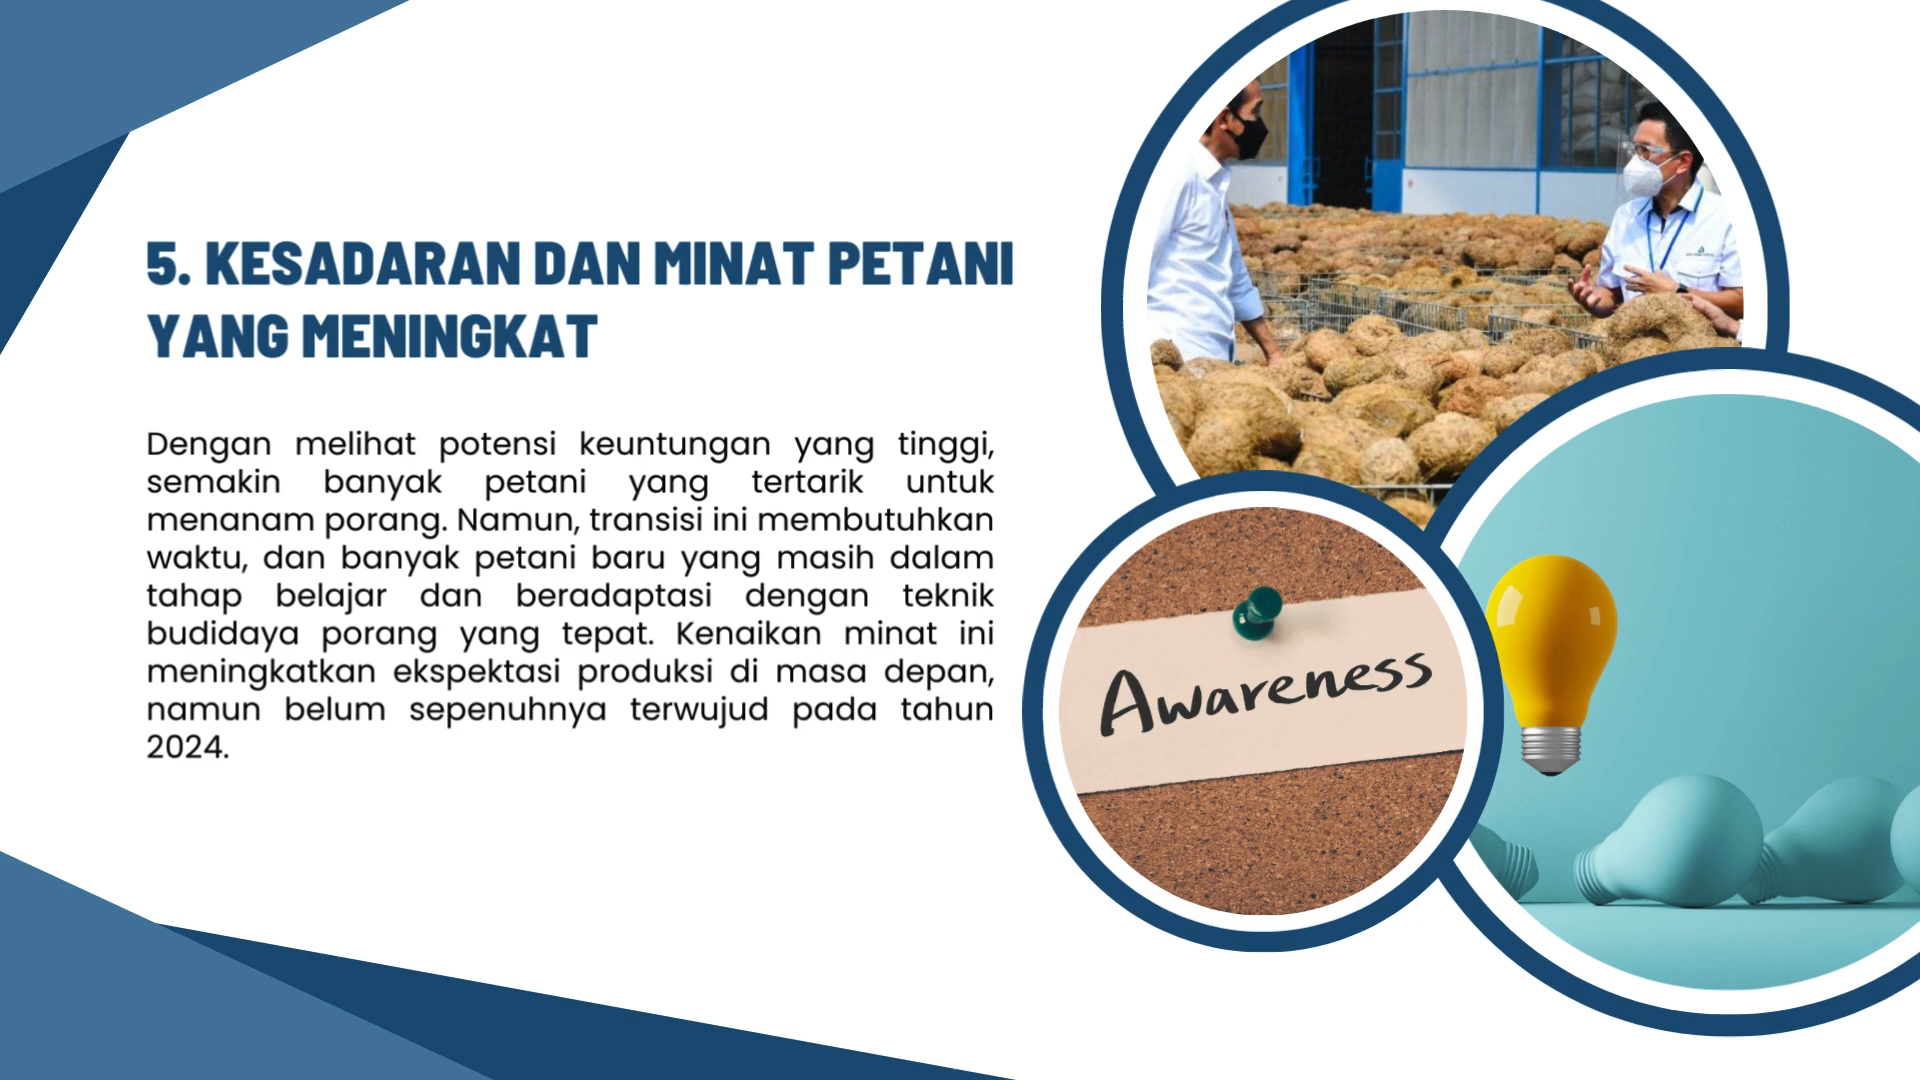 5. KESADARAN DAN MINAT PETANI
YANG MENINGKAT
Dengan melihat potensi keuntungan yang tinggi,
semakin banyak petani yang tertarik untuk
menanam porang. Namun, transisi ini membutuhkan
waktu, dan banyak petani baru yang masih dalam
tahap belajar dan beradaptasi dengan teknik
budidaya porang yang tepat. Kenaikan minat ini
meningkatkan ekspektasi produksi di masa depan,
namun belum sepenuhnya terwujud pada tahun
2024.
Awareness